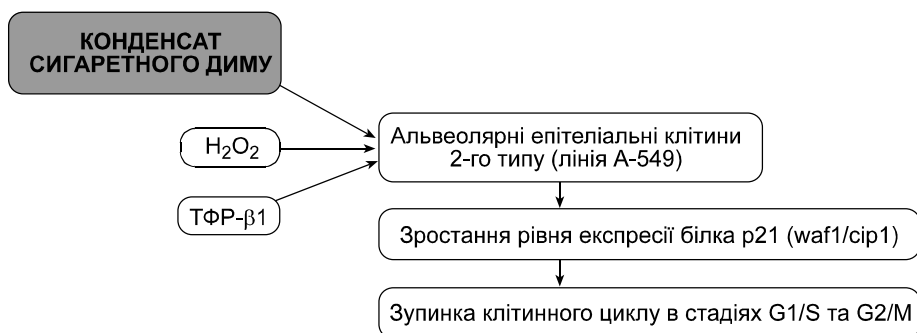 КОНДЕНСАТ
СИГАРЕТНОГО ДИМУ
H₂O₂
ТФР-β1
Альвеолярні епітеліальні клітини
2-го типу (лінія А-549)
Зростання рівня експресії білка p21 (waf1/cip1)
Зупинка клітинного циклу в стадіях G1/S та G2/M